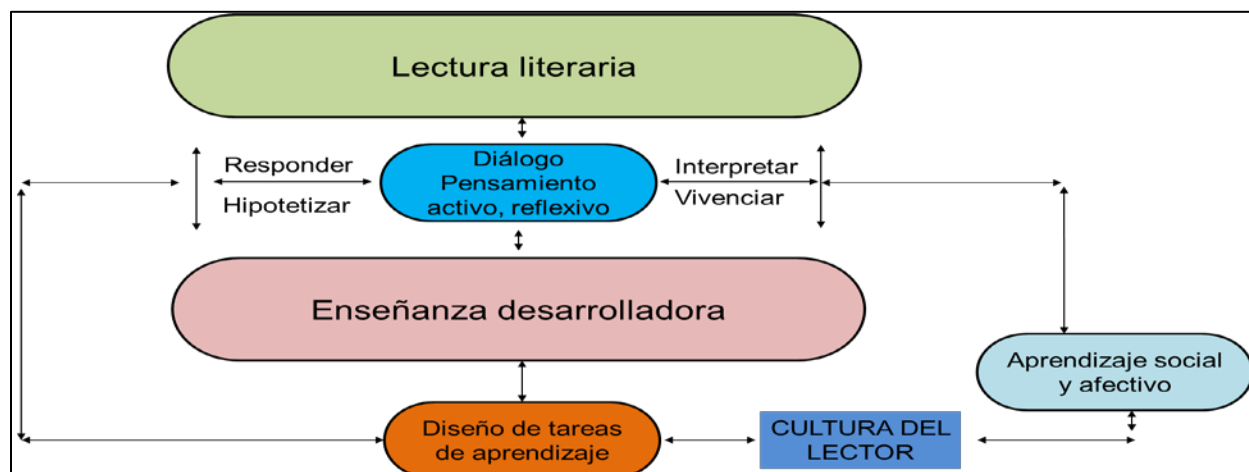 Lectura literaria
Responder
Hipotetizar
Diálogo
Pensamiento
activo, reflexivo
Interpretar
Vivenciar
Enseñanza desarrolladora
Aprendizaje social
y afectivo
Diseño de tareas
de aprendizaje
CULTURA DEL
LECTOR